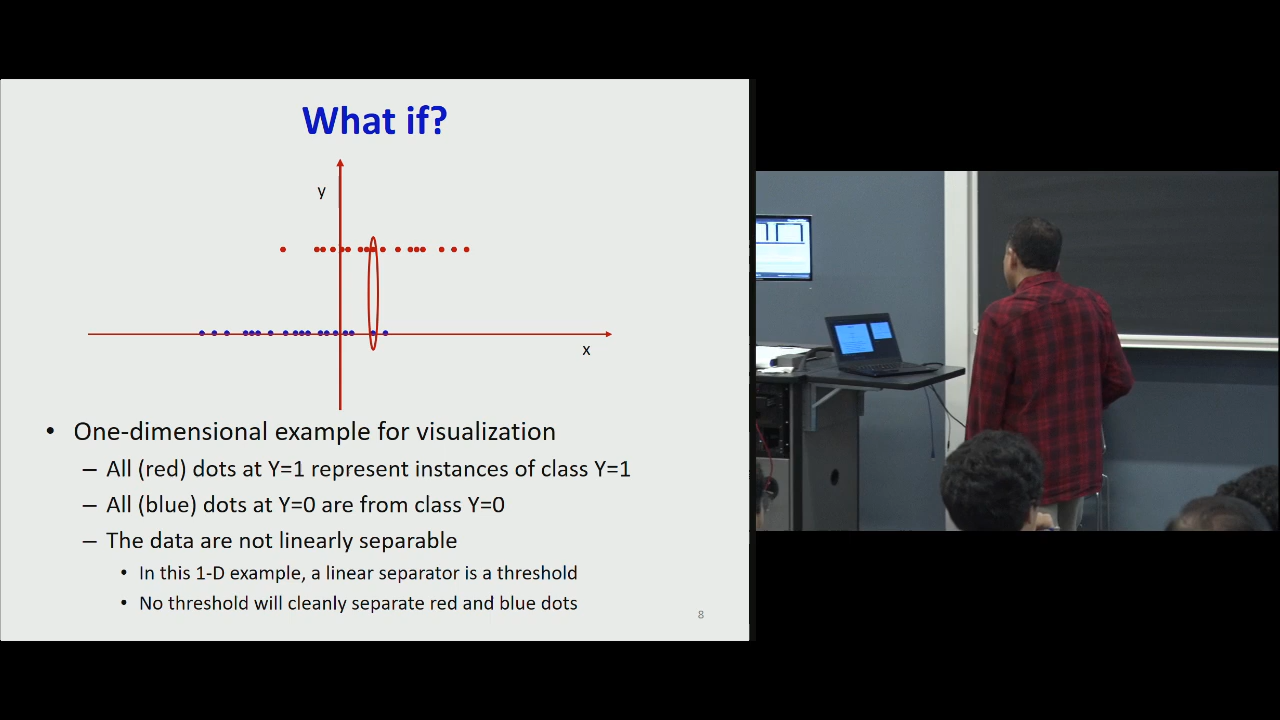 What if?
y
x
• One-dimensional example for visualization
– All (red) dots at Y=1 represent instances of class Y=1
– All (blue) dots at Y=0 are from class Y=0
– The data are not linearly separable
• In this 1-D example, a linear separator is a threshold
• No threshold will cleanly separate red and blue dots
8